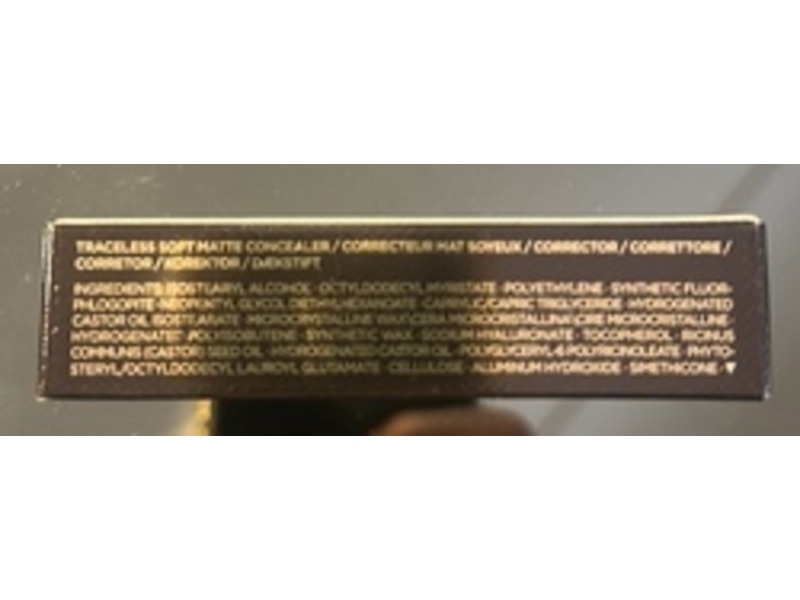 TRACELESS SOFT MATTE CONCEALER / CORRECTEUR MAT SOYEUX / CORRECTOR / CORRETTORE /
CORRETOR / KOREKTOR / DÆKSTIFT
INGREDIENTS: ISOSTEARYL ALCOHOL · OCTYLDODECYL MYRISTATE · POLYETHYLENE · SYNTHETIC FLUOR-
PHLOGOPITE · NEOPENTYL GLYCOL DIETHYLHEXANOATE · CAPRYLIC/CAPRIC TRIGLYCERIDE · HYDROGENATED
CASTOR OIL ISOSTEARATE · MICROCRYSTALLINE WAX/CERA MICROCRISTALLINA/CIRE MICROCRISTALLINE ·
HYDROGENATED POLYISOBUTENE · SYNTHETIC WAX · SODIUM HYALURONATE · TOCOPHEROL · RICINUS
COMMUNIS (CASTOR) SEED OIL · HYDROGENATED CASTOR OIL · POLYGLYCERYL-6 POLYRICINOLEATE · PHYTO-
STERYL/OCTYLDODECYL LAUROYL GLUTAMATE · CELLULOSE · ALUMINUM HYDROXIDE · SIMETHICONE · ▼